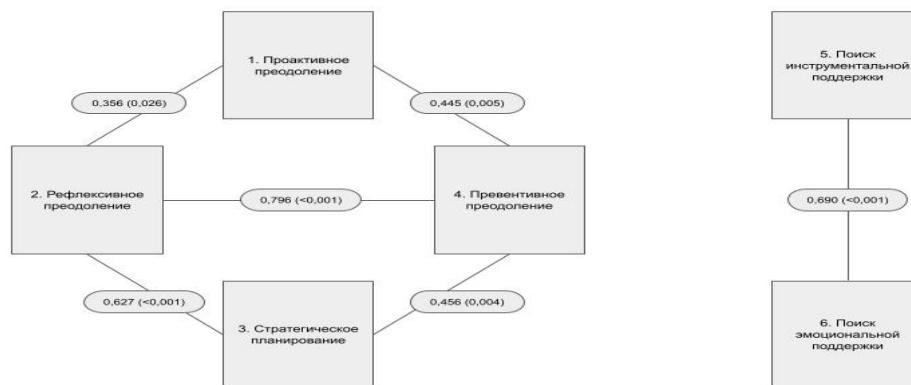 1. Проактивное
преодоление
5. Поиск
инструментальной
поддержки
0,356 (0,026)
0,445 (0,005)
2. Рефлексивное
преодоление
0,796 (<0,001)
4. Превентивное
преодоление
0,690 (<0,001)
0,627 (<0,001)
0,456 (0,004)
3. Стратегическое
планирование
6. Поиск
эмоциональной
поддержки